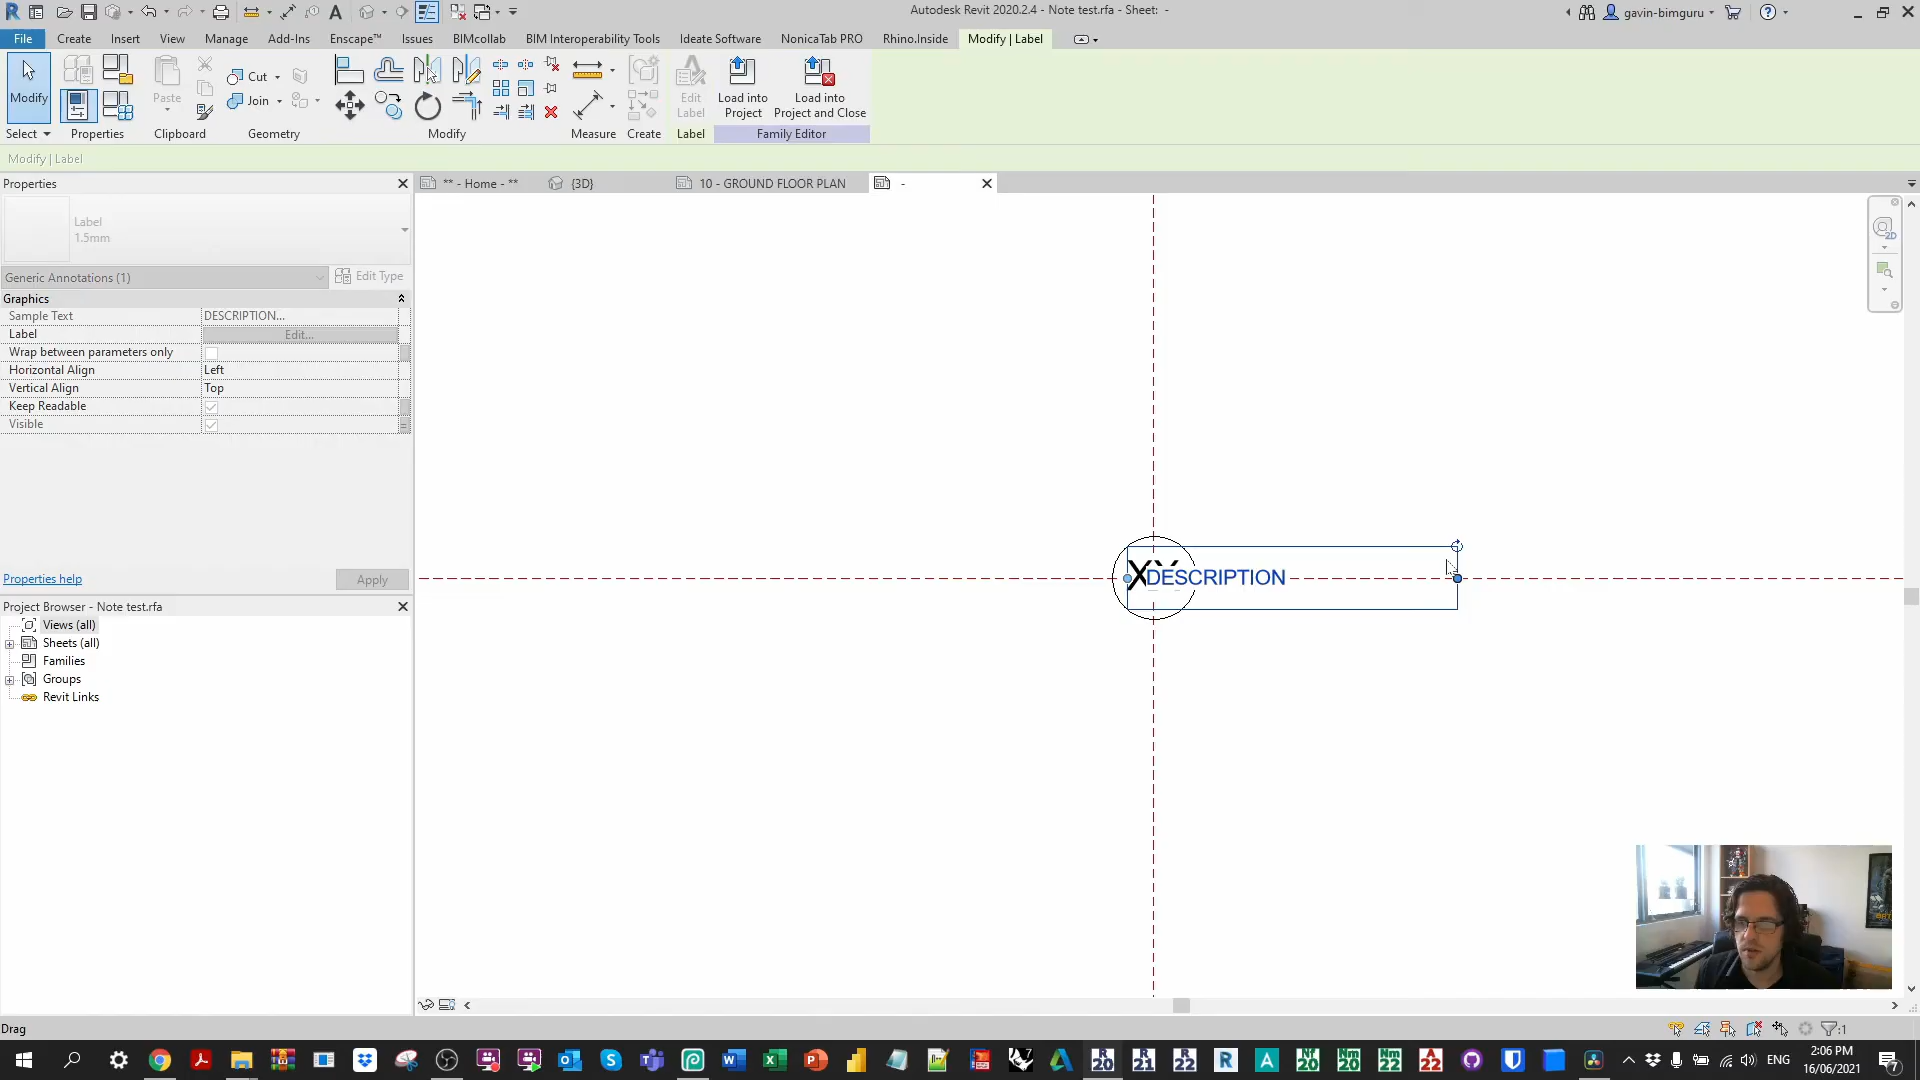 Autodesk Revit 2020.2.4 - Note test.rfa - Sheet: -
gavin-bimguru
File Create Insert View Manage Add-Ins Enscape™ Issues BIMcollab BIM Interoperability Tools Ideate Software NonicaTab PRO Rhino.Inside Modify | Label
Modify
Paste
Cut
Join
Edit
Label
Load into
Project
Load into
Project and Close
Select Properties Clipboard Geometry Modify Measure Create Label Family Editor
Modify | Label
Properties
** - Home - **
{3D}
10 - GROUND FLOOR PLAN
-
Label
1.5mm
Generic Annotations (1)
Edit Type
Graphics
Sample Text DESCRIPTION...
Label Edit...
Wrap between parameters only
Horizontal Align Left
Vertical Align Top
Keep Readable
Visible
Properties help
Apply
Project Browser - Note test.rfa
Views (all)
Sheets (all)
Families
Groups
Revit Links
DESCRIPTION
Drag
:1
ENG
2:06 PM
16/06/2021